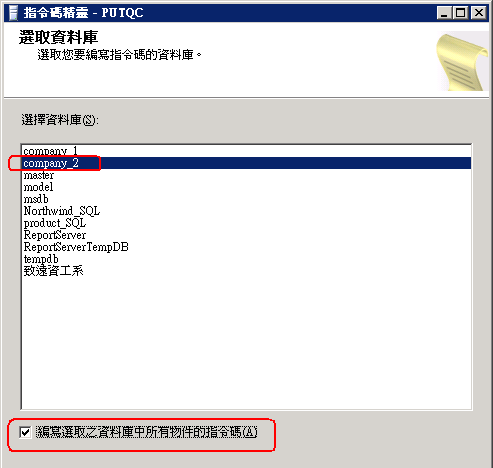 指令碼精靈 - PUTQC
選取資料庫
選取您要編寫指令碼的資料庫。
選擇資料庫(S):
company_1
company_2
master
model
msdb
Northwind_SQL
product_SQL
ReportServer
ReportServerTempDB
tempdb
致遠資工系
編寫選取之資料庫中所有物件的指令碼(A)